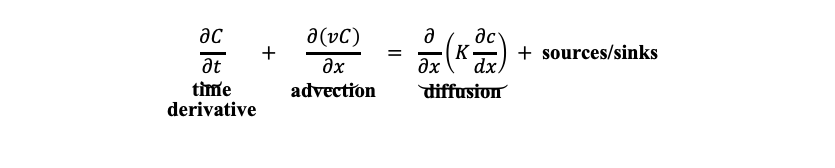 ∂C/∂t + ∂(vC)/∂x = ∂/∂x (K ∂c/dx) + sources/sinks
time derivative
advection
diffusion